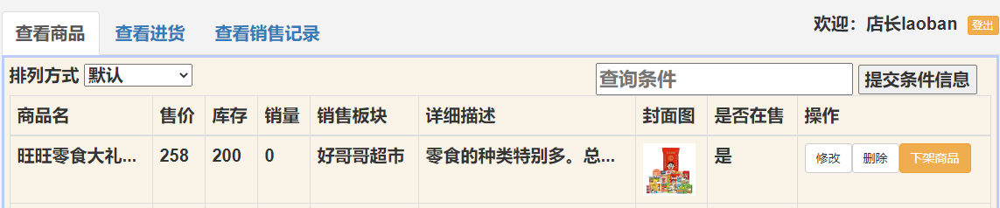 查看商品 查看进货 查看销售记录 欢迎：店长laoban 登出
排列方式 默认 查询条件 提交条件信息
商品名 售价 库存 销量 销售板块 详细描述 封面图 是否在售 操作
旺旺零食大礼... 258 200 0 好哥哥超市 零食的种类特别多。总... 是 修改 删除 下架商品